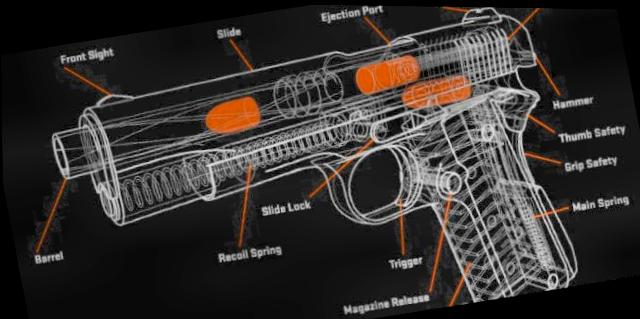 Ejection Port
Slide
Front Sight
Hammer
Thumb Safety
Grip Safety
Main Spring
Slide Lock
Recoil Spring
Barrel
Trigger
Magazine Release